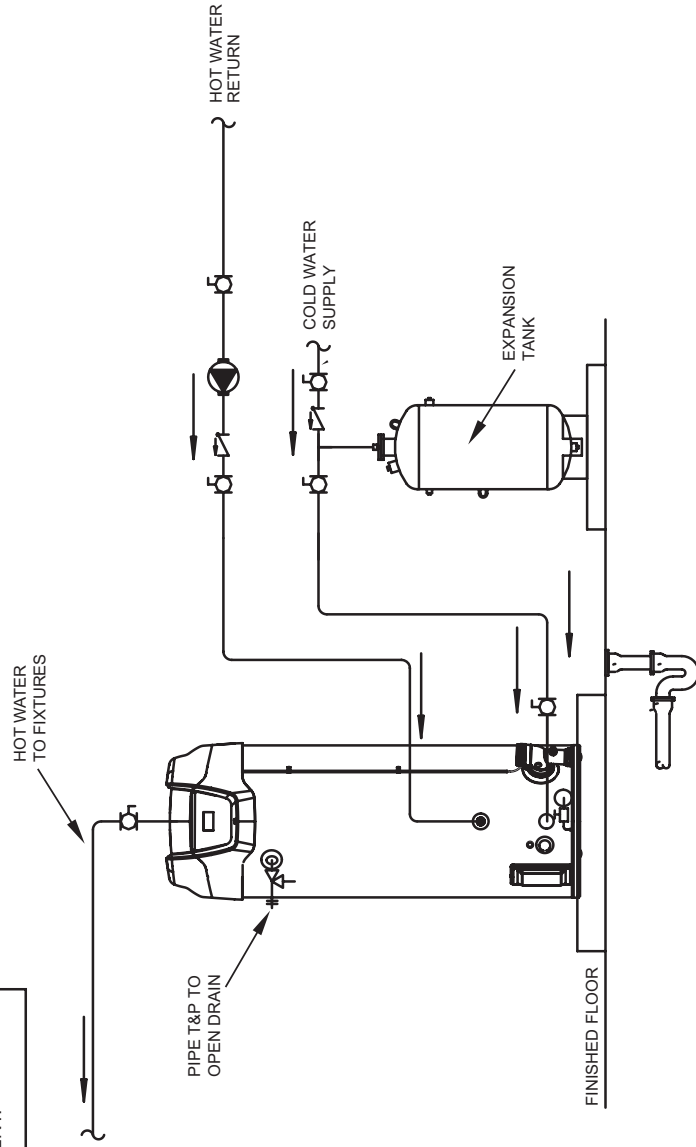 HOT WATER
TO FIXTURES
HOT WATER
RETURN
COLD WATER
SUPPLY
EXPANSION
TANK
PIPE T&P TO
OPEN DRAIN
FINISHED FLOOR